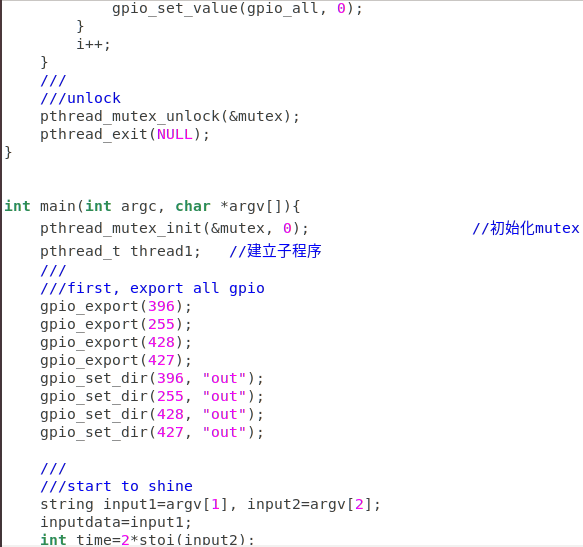 gpio_set_value(gpio_all, 0);
}
i++;
}
///
///unlock
pthread_mutex_unlock(&mutex);
pthread_exit(NULL);
}
int main(int argc, char *argv[]){
pthread_mutex_init(&mutex, 0); //初始化mutex
pthread_t thread1; //建立子程序
///
///first, export all gpio
gpio_export(396);
gpio_export(255);
gpio_export(428);
gpio_export(427);
gpio_set_dir(396, "out");
gpio_set_dir(255, "out");
gpio_set_dir(428, "out");
gpio_set_dir(427, "out");
///
///start to shine
string input1=argv[1], input2=argv[2];
inputdata=input1;
int time=2*stoi(input2);